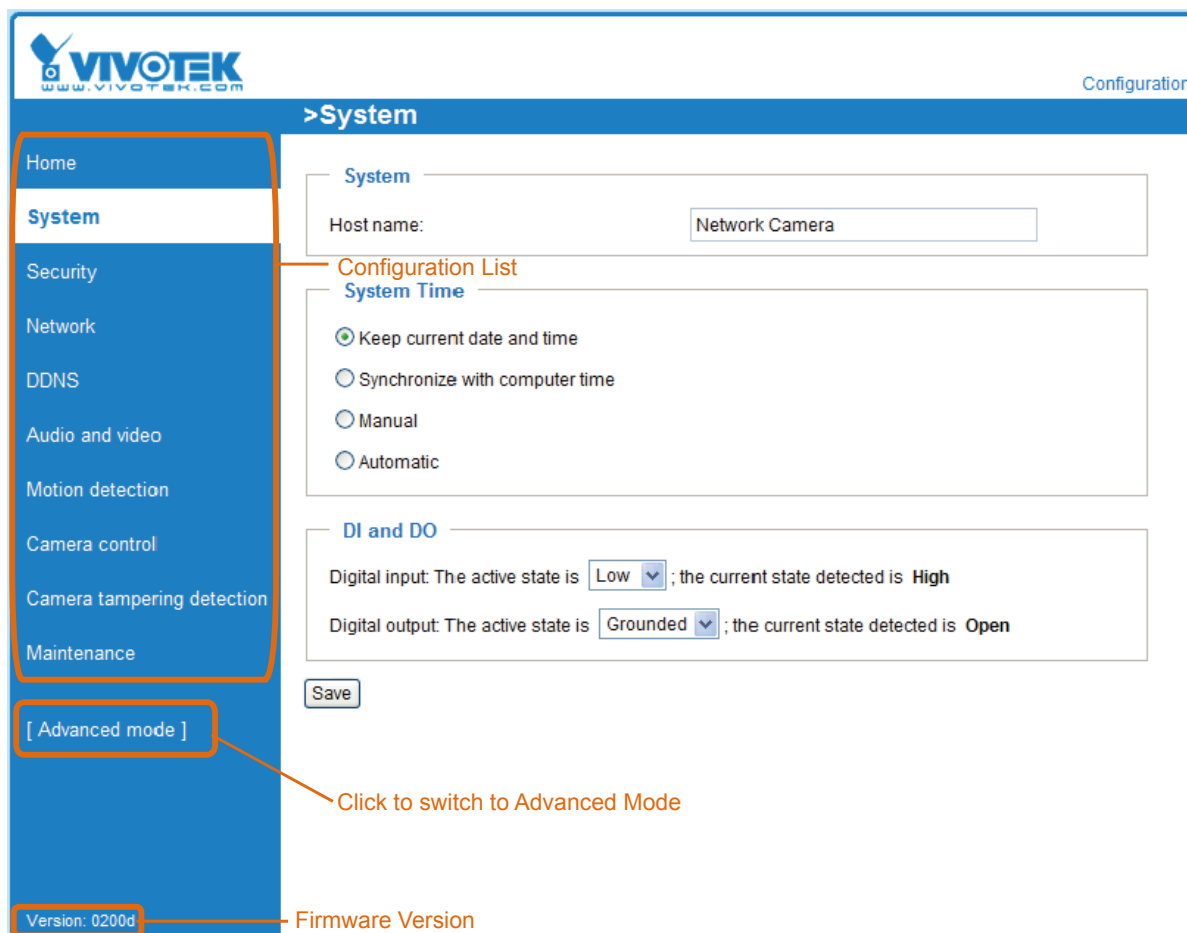 VIVOTEK
www.vivotek.com
Configuration
>System
Home
System
Security
Network
DDNS
Audio and video
Motion detection
Camera control
Camera tampering detection
Maintenance
[ Advanced mode ]
Version: 0200d
System
Host name: Network Camera
Configuration List
System Time
Keep current date and time
Synchronize with computer time
Manual
Automatic
DI and DO
Digital input: The active state is Low ; the current state detected is High
Digital output: The active state is Grounded ; the current state detected is Open
Save
Click to switch to Advanced Mode
Firmware Version